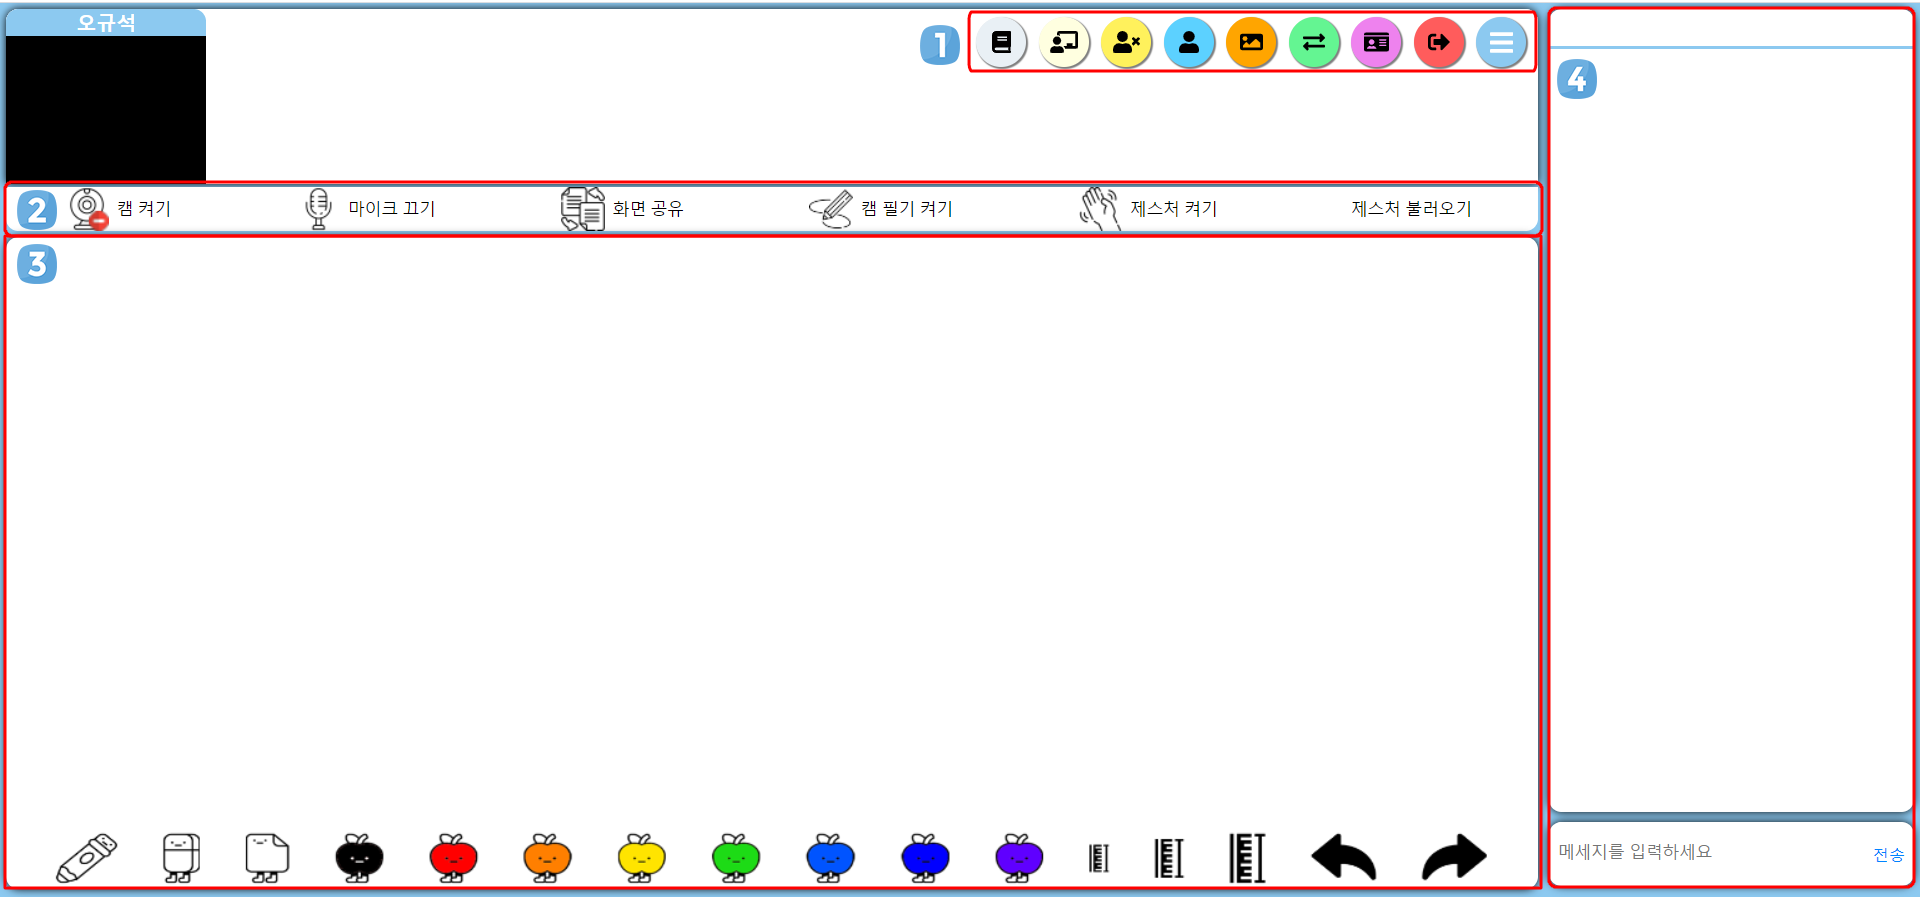 오규석
1
2
캠 켜기
마이크 끄기
화면 공유
캠 필기 켜기
제스처 켜기
제스처 불러오기
3
4
메세지를 입력하세요
전송